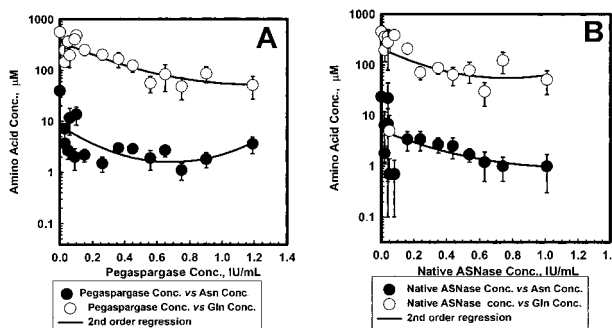 A
B
Amino Acid Conc., µM
1000
100
10
1
0.1
0.0 0.2 0.4 0.6 0.8 1.0 1.2 1.4
Pegaspargase Conc., IU/mL
Pegaspargase Conc. vs Asn Conc.
Pegaspargase Conc. vs Gln Conc.
2nd order regression
Amino Acid Conc., µM
1000
100
10
1
0.1
0.0 0.2 0.4 0.6 0.8 1.0 1.2 1.
Native ASNase Conc., IU/mL
Native ASNase Conc. vs Asn Conc.
Native ASNase conc. vs Gln Conc.
2nd order regression